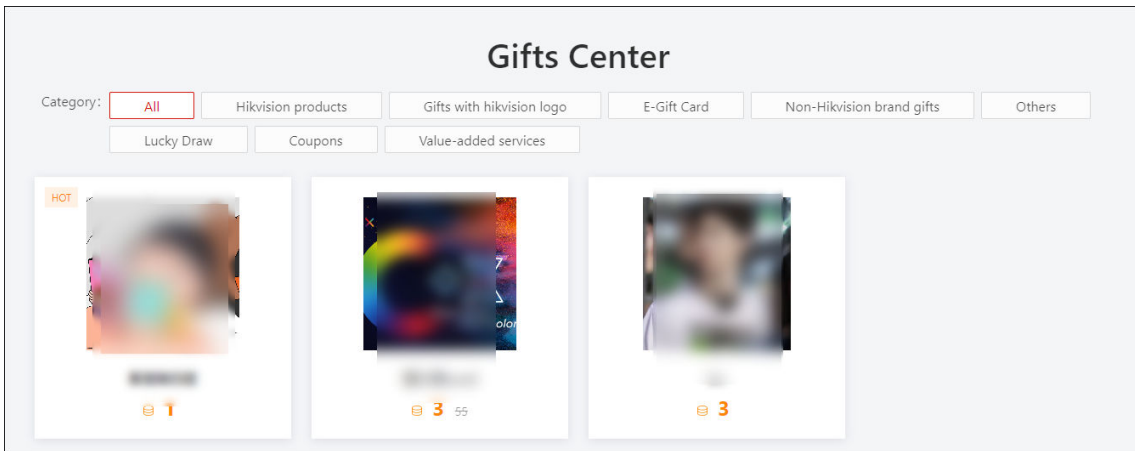 Gifts Center
Category: All Hikvision products Gifts with hikvision logo E-Gift Card Non-Hikvision brand gifts Others
Lucky Draw Coupons Value-added services
HOT
olor
1 3 55 3